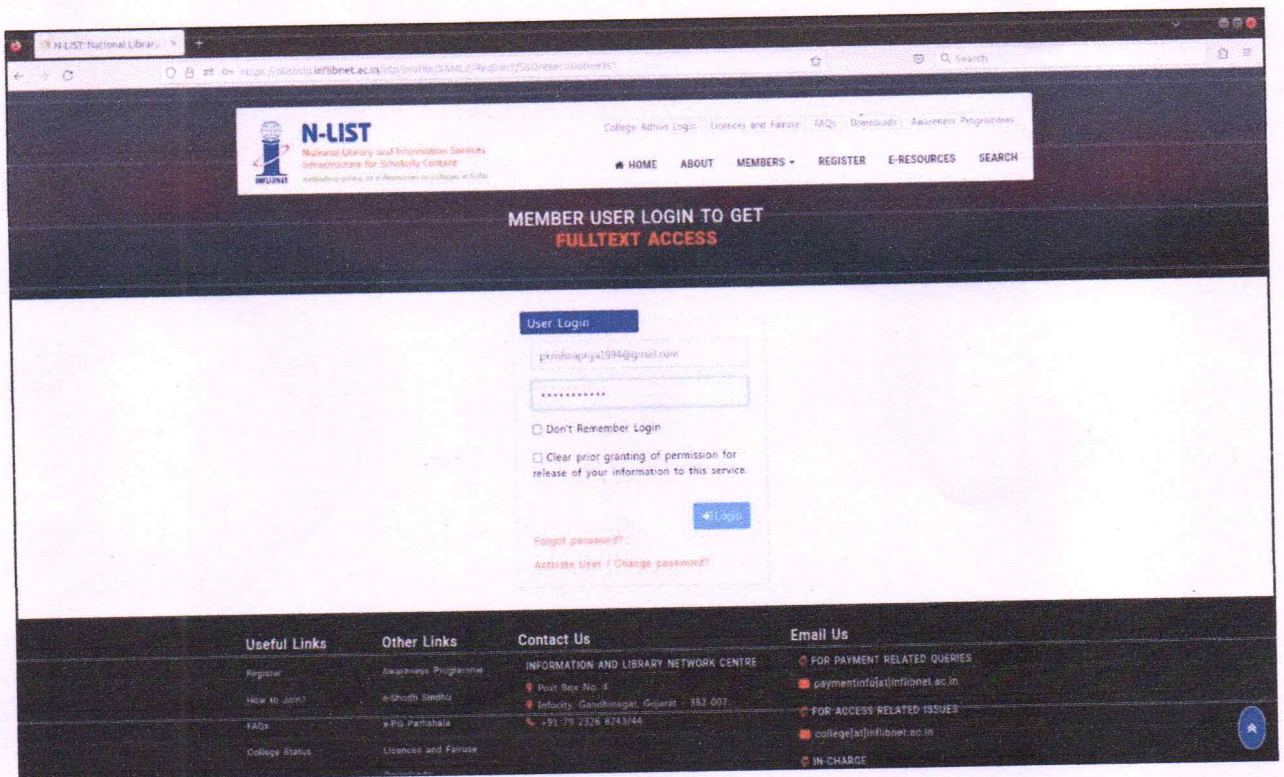 N-LIST: National Library
inflibnet.ac.in
Search
INFLIBNET
N-LIST
National Library and Information Services
Infrastructure for Scholarly Content
College Admin Login Licences and Fairuse FAQs Downloads Awareness Programmes
HOME ABOUT MEMBERS REGISTER E-RESOURCES SEARCH
MEMBER USER LOGIN TO GET
FULLTEXT ACCESS
User Login
•••••••••••
Don't Remember Login
Clear prior granting of permission for
release of your information to this service.
Login
Forgot password?
Activate User / Change password?
Useful Links
Register
How to Join?
FAQs
College Status
Other Links
Awareness Programme
e-Shodh Sindhu
e-PG Pathshala
Licences and Fairuse
Contact Us
INFORMATION AND LIBRARY NETWORK CENTRE
Post Box No. 4
Infocity, Gandhinagar, Gujarat - 382 007
+91 79 2326 8243/44
Email Us
FOR PAYMENT RELATED QUERIES
paymentinfo[at]inflibnet.ac.in
FOR ACCESS RELATED ISSUES
college[at]inflibnet.ac.in
IN-CHARGE